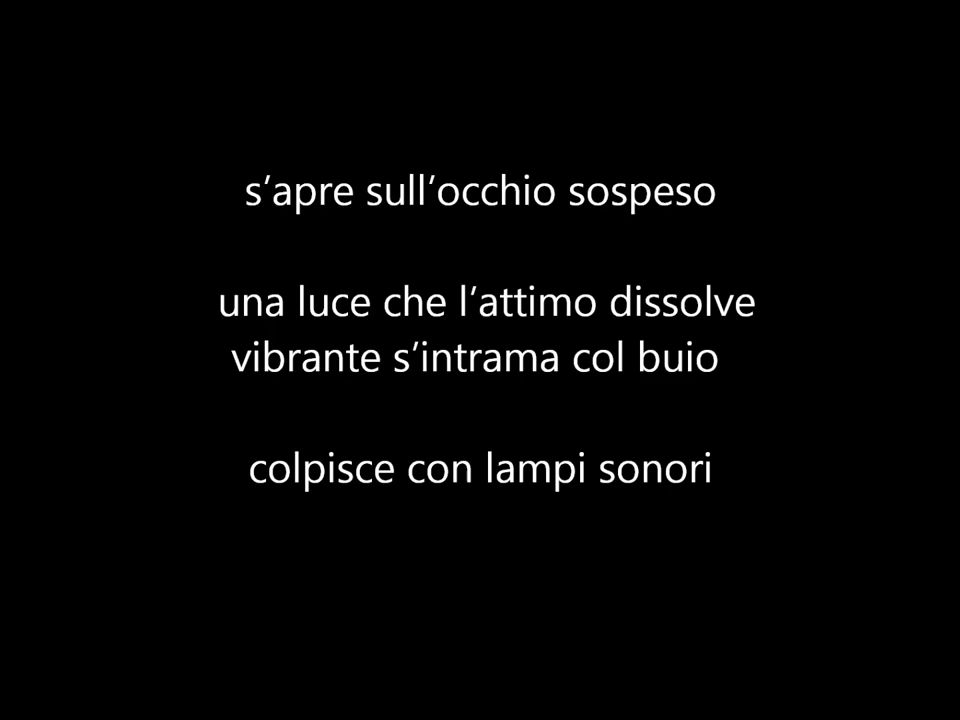 s’apre sull’occhio sospeso
una luce che l’attimo dissolve
vibrante s’intrama col buio
colpisce con lampi sonori